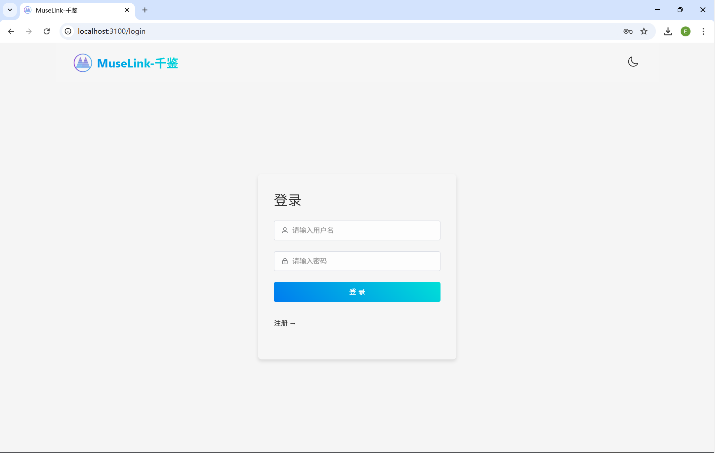 MuseLink-千鉴
localhost:3100/login
E
MuseLink-千鉴
登录
请输入用户名
请输入密码
登 录
注册 —